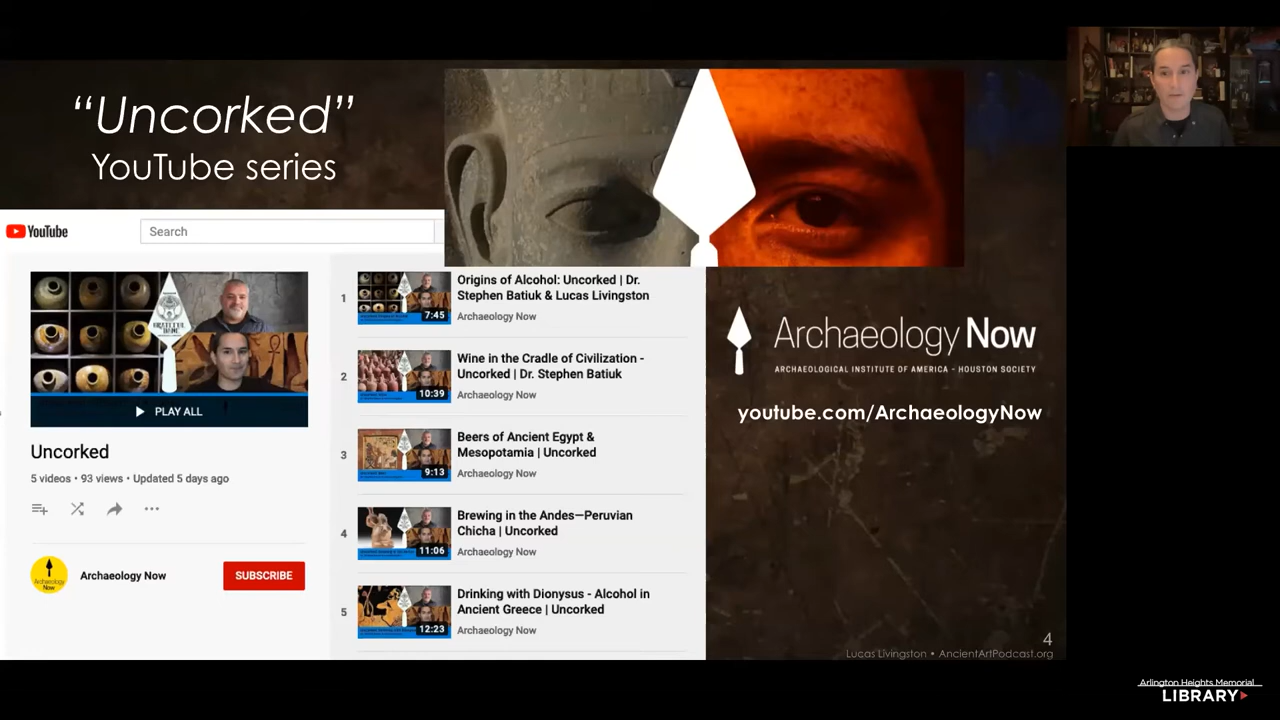 “Uncorked”
YouTube series
YouTube
Search
PLAY ALL
Uncorked
5 videos • 93 views • Updated 5 days ago
Archaeology Now
SUBSCRIBE
1
Origins of Alcohol: Uncorked | Dr.
Stephen Batiuk & Lucas Livingston
Archaeology Now
7:45
2
Wine in the Cradle of Civilization -
Uncorked | Dr. Stephen Batiuk
Archaeology Now
10:39
3
Beers of Ancient Egypt &
Mesopotamia | Uncorked
Archaeology Now
9:13
4
Brewing in the Andes—Peruvian
Chicha | Uncorked
Archaeology Now
11:06
5
Drinking with Dionysus - Alcohol in
Ancient Greece | Uncorked
Archaeology Now
12:23
Archaeology Now
ARCHAEOLOGICAL INSTITUTE OF AMERICA - HOUSTON SOCIETY
youtube.com/ArchaeologyNow
4
Lucas Livingston • AncientArtPodcast.org
Arlington Heights Memorial
LIBRARY